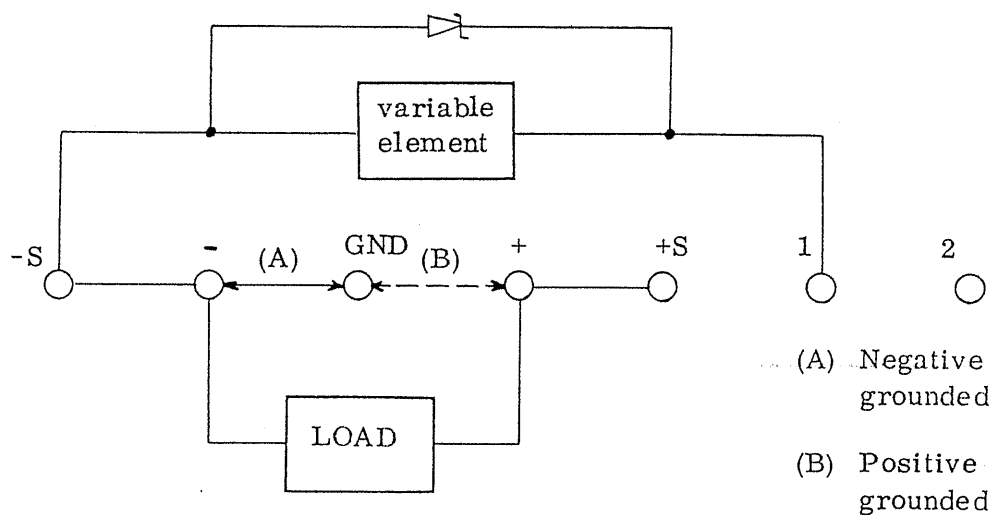 variable
element
-S
-
(A)
GND
(B)
+
+S
1
2
LOAD
(A) Negative
grounded
(B) Positive
grounded